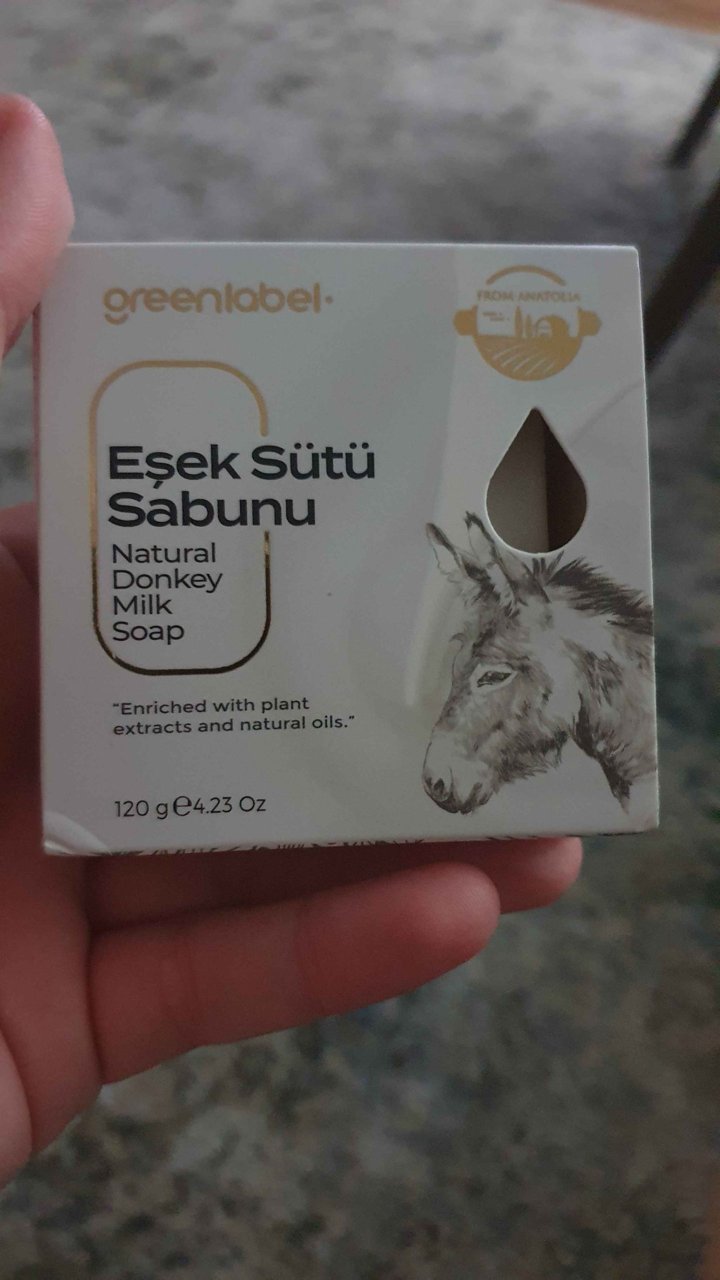 greenlabel.
FROM ANATOLIA
Eşek Sütü
Sabunu
Natural
Donkey
Milk
Soap
“Enriched with plant
extracts and natural oils.”
120 g℮4.23 Oz